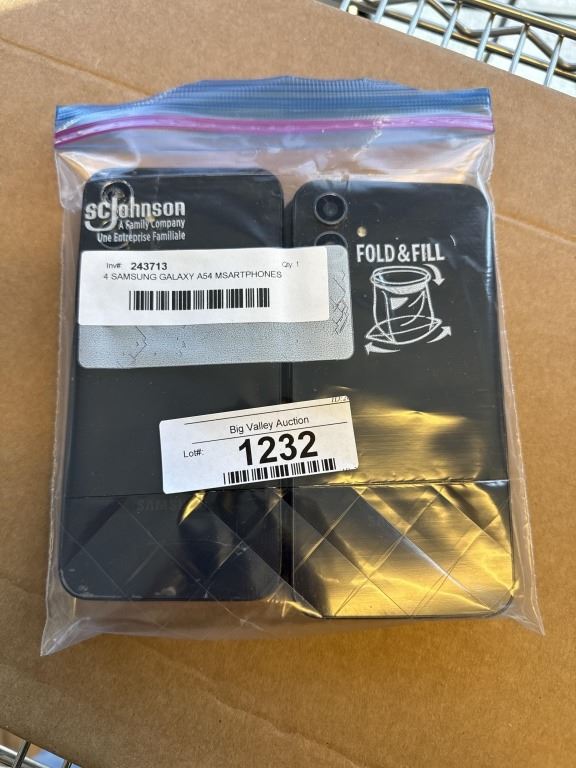 scJohnson
A Family Company
Une Entreprise Familiale
FOLD & FILL
Inv#: 243713 Qty: 1
4 SAMSUNG GALAXY A54 MSARTPHONES
Big Valley Auction
Lot#: 1232
SAMSUNG